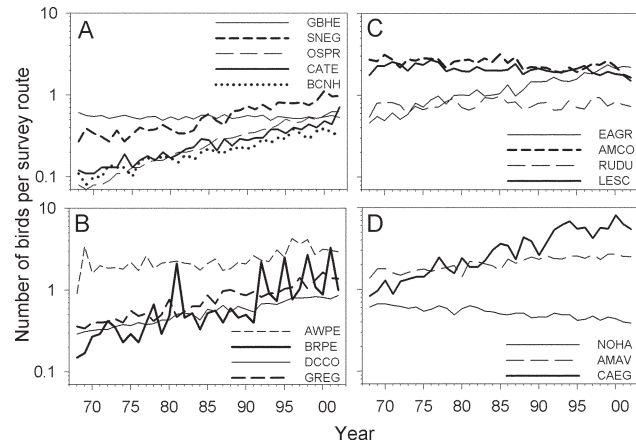 Number of birds per survey route
10
1
0.1
A
GBHE
SNEG
OSPR
CATE
BCNH
C
EAGR
AMCO
RUDU
LESC
10
1
0.1
B
AWPE
BRPE
DCCO
GREG
D
NOHA
AMAV
CAEG
70 75 80 85 90 95 00
70 75 80 85 90 95 00
Year